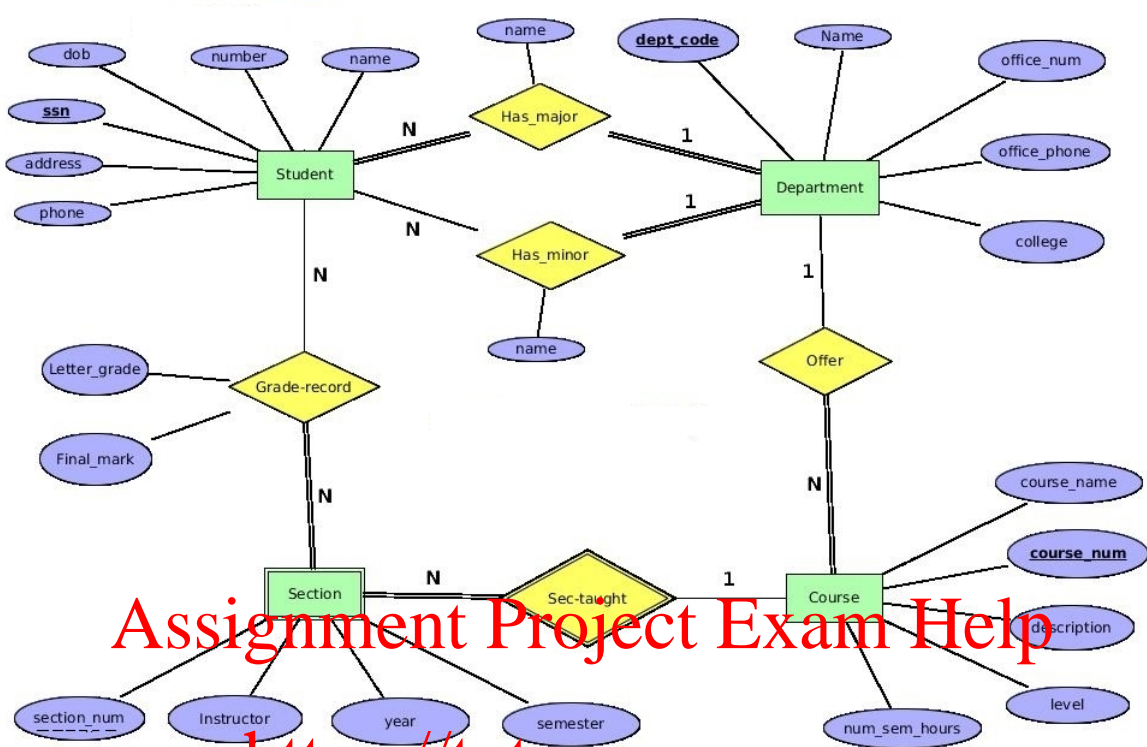 name
dept_code
Name
dob
number
name
office_num
ssn
Has_major
N
1
address
Student
office_phone
Department
phone
N
1
Has_minor
college
N
1
name
Letter_grade
Grade-record
Offer
Final_mark
N
N
course_name
course_num
Section
N
Sec-taught
1
Course
description
Assignment Project Exam Help
section_num
Instructor
year
semester
num_sem_hours
level